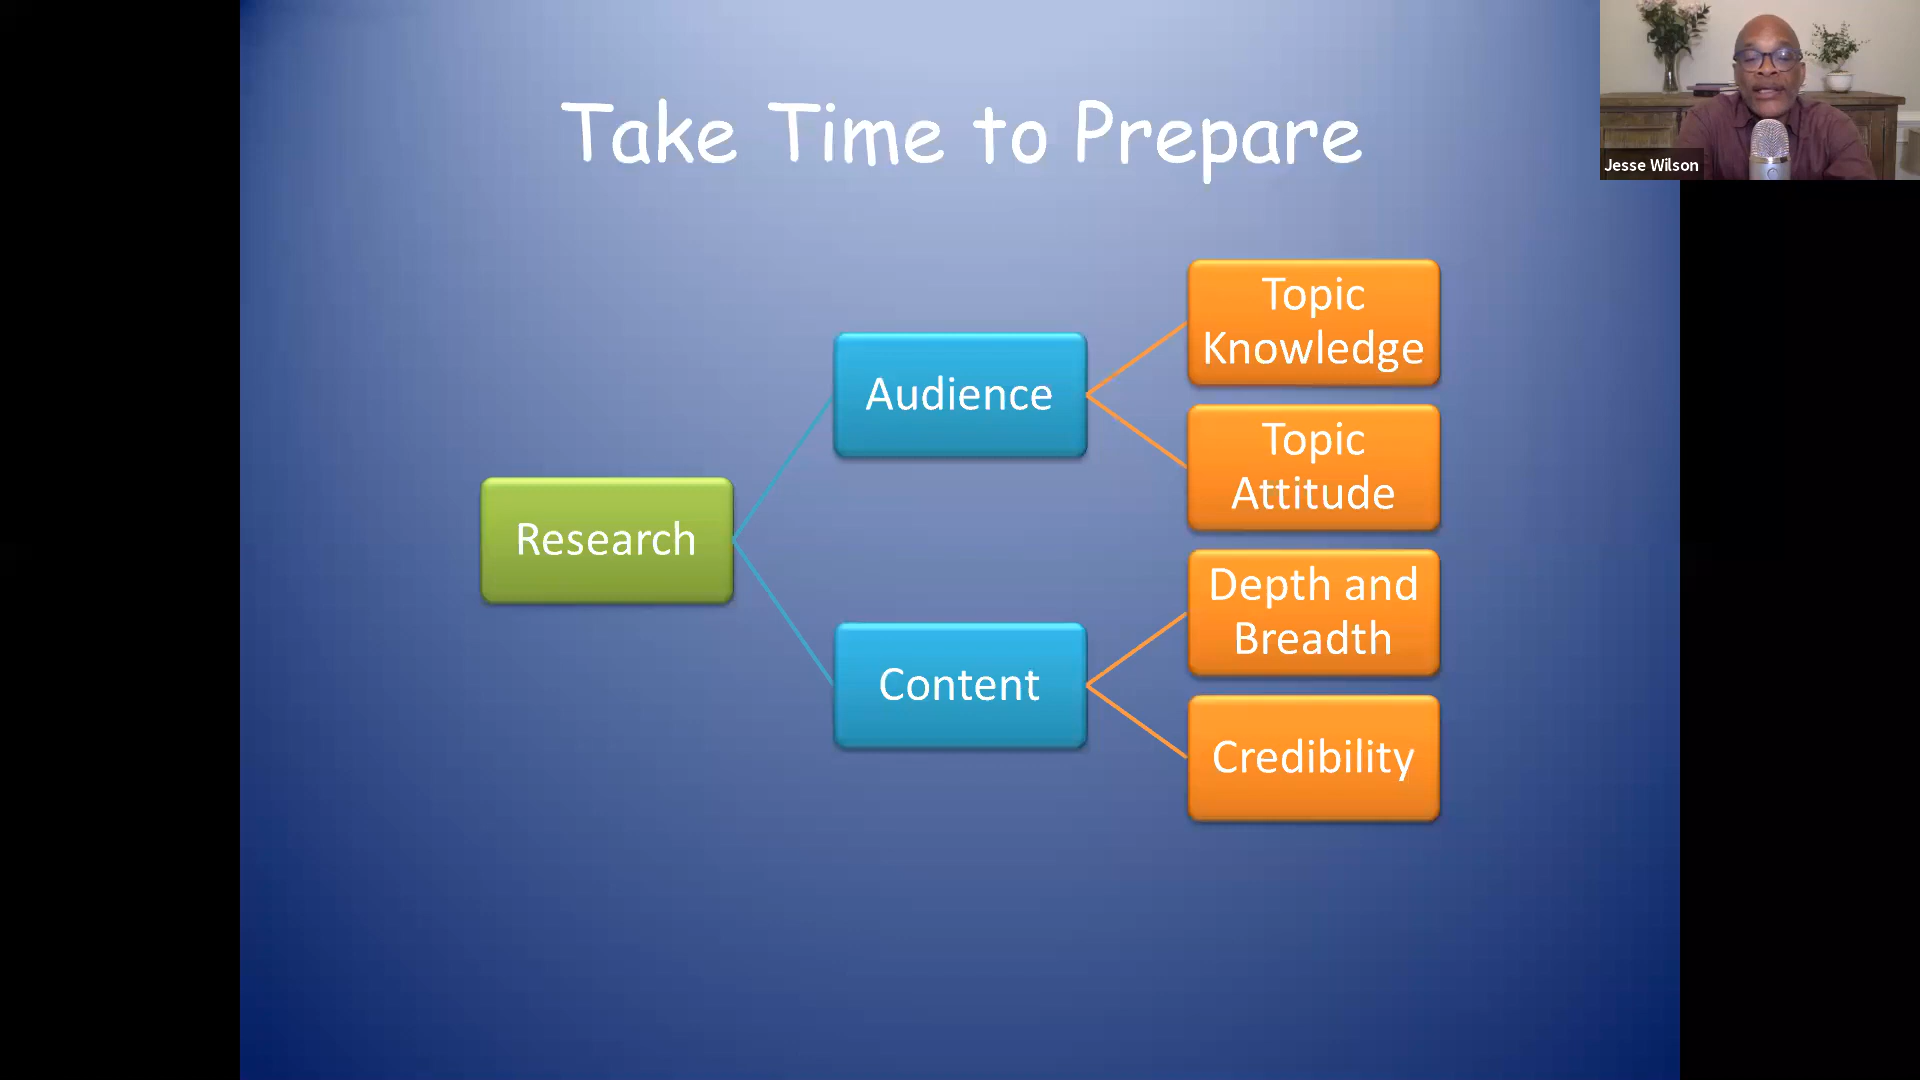 Take Time to Prepare
Jesse Wilson
Research
Audience
Content
Topic
Knowledge
Topic
Attitude
Depth and
Breadth
Credibility